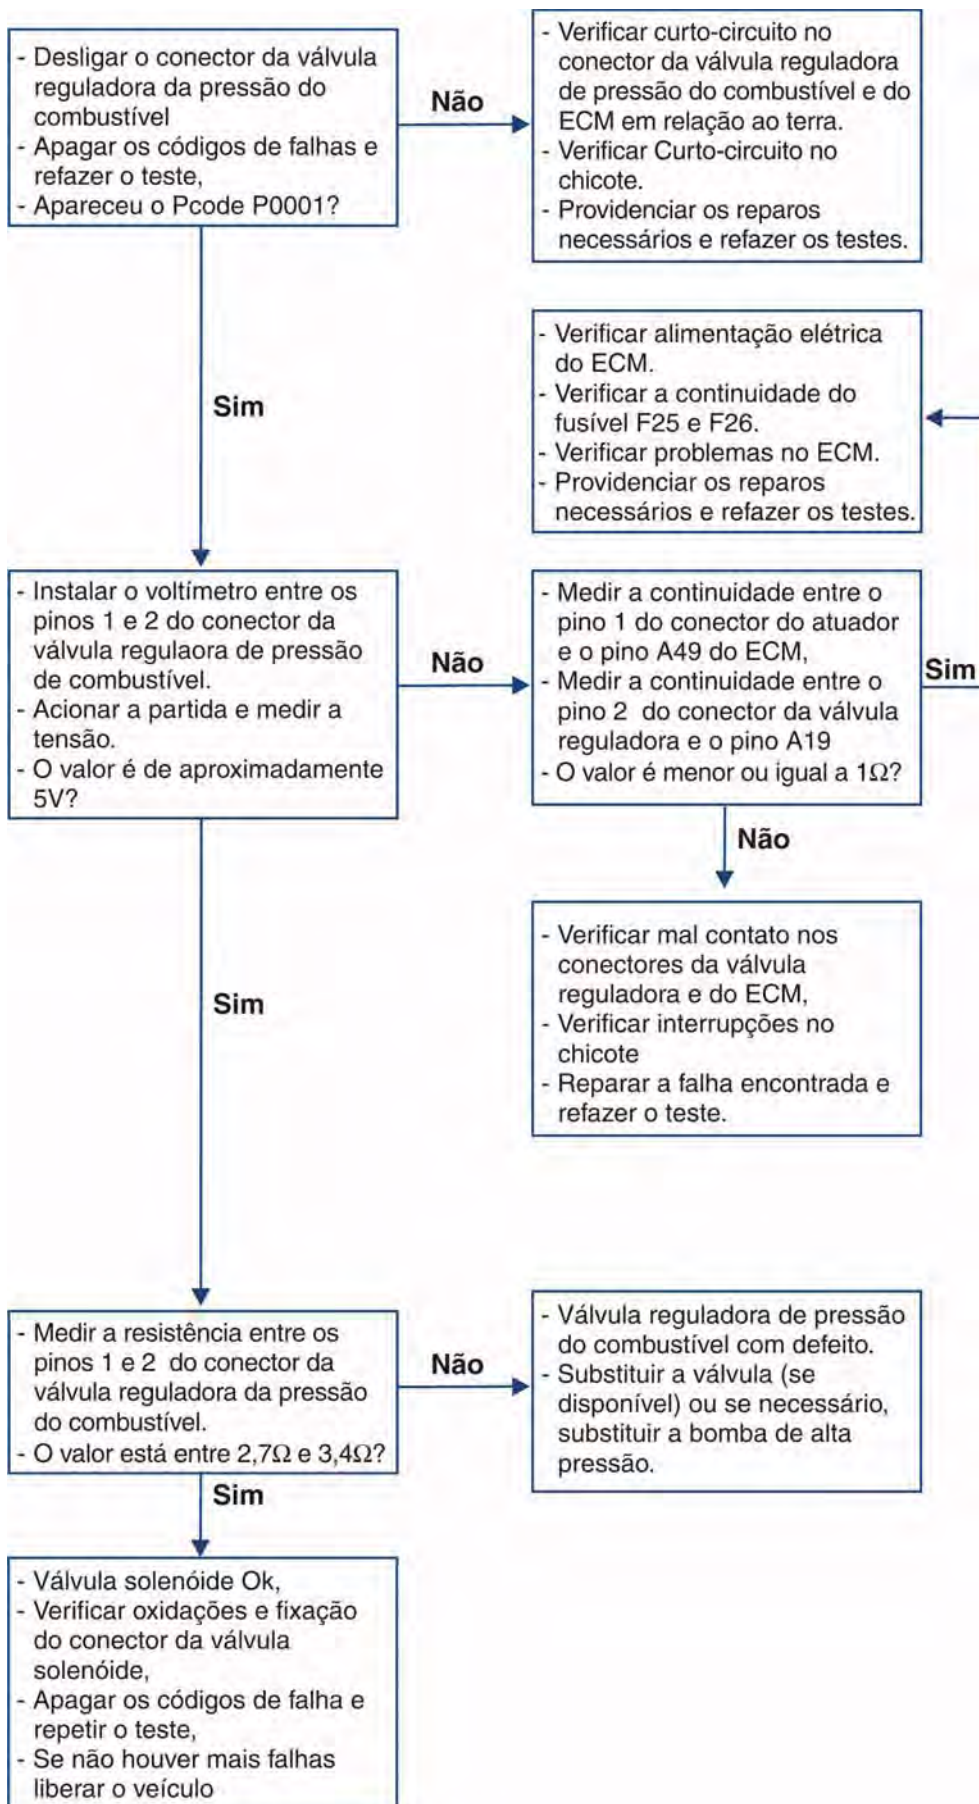 - Desligar o conector da válvula
reguladora da pressão do
combustível
- Apagar os códigos de falhas e
refazer o teste,
- Apareceu o Pcode P0001?
Não
- Verificar curto-circuito no
conector da válvula reguladora
de pressão do combustível e do
ECM em relação ao terra.
- Verificar Curto-circuito no
chicote.
- Providenciar os reparos
necessários e refazer os testes.
Sim
- Verificar alimentação elétrica
do ECM.
- Verificar a continuidade do
fusível F25 e F26.
- Verificar problemas no ECM.
- Providenciar os reparos
necessários e refazer os testes.
- Instalar o voltímetro entre os
pinos 1 e 2 do conector da
válvula regulaora de pressão
de combustível.
- Acionar a partida e medir a
tensão.
- O valor é de aproximadamente
5V?
Não
- Medir a continuidade entre o
pino 1 do conector do atuador
e o pino A49 do ECM,
- Medir a continuidade entre o
pino 2 do conector da válvula
reguladora e o pino A19
- O valor é menor ou igual a 1Ω?
Sim
Não
- Verificar mal contato nos
conectores da válvula
reguladora e do ECM,
- Verificar interrupções no
chicote
- Reparar a falha encontrada e
refazer o teste.
Sim
- Medir a resistência entre os
pinos 1 e 2 do conector da
válvula reguladora da pressão
do combustível.
- O valor está entre 2,7Ω e 3,4Ω?
Não
- Válvula reguladora de pressão
do combustível com defeito.
- Substituir a válvula (se
disponível) ou se necessário,
substituir a bomba de alta
pressão.
Sim
- Válvula solenóide Ok,
- Verificar oxidações e fixação
do conector da válvula
solenóide,
- Apagar os códigos de falha e
repetir o teste,
- Se não houver mais falhas
liberar o veículo